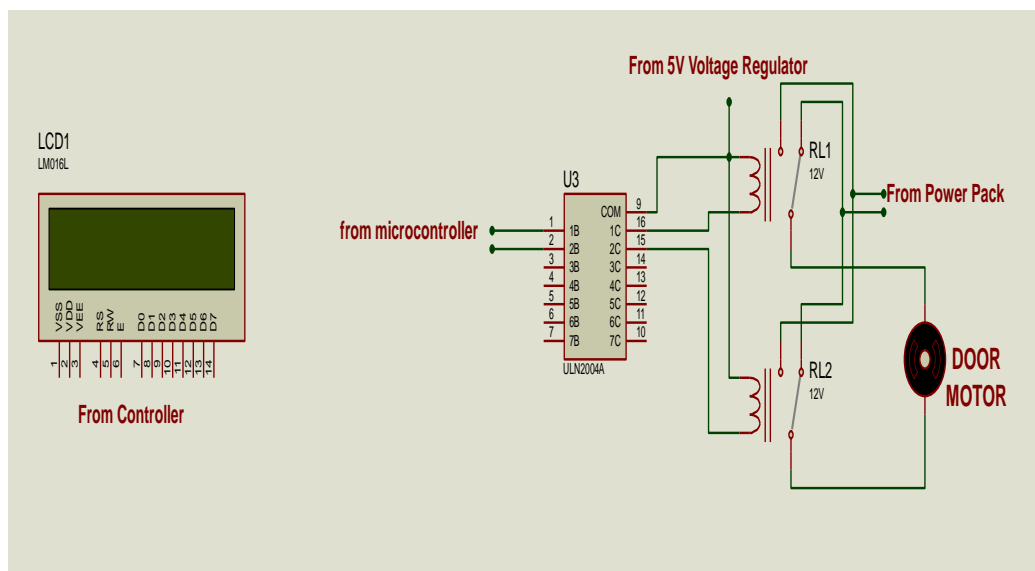 From 5V Voltage Regulator
LCD1
LM016L
RL1
12V
U3
From Power Pack
from microcontroller
COM 9
1 1B 1C 16
2 2B 2C 15
3 3B 3C 14
4 4B 4C 13
5 5B 5C 12
6 6B 6C 11
7 7B 7C 10
ULN2004A
VSS VDD VEE RS RW E D0 D1 D2 D3 D4 D5 D6 D7
1 2 3 4 5 6 7 8 9 10 11 12 13 14
From Controller
RL2
12V
DOOR
MOTOR